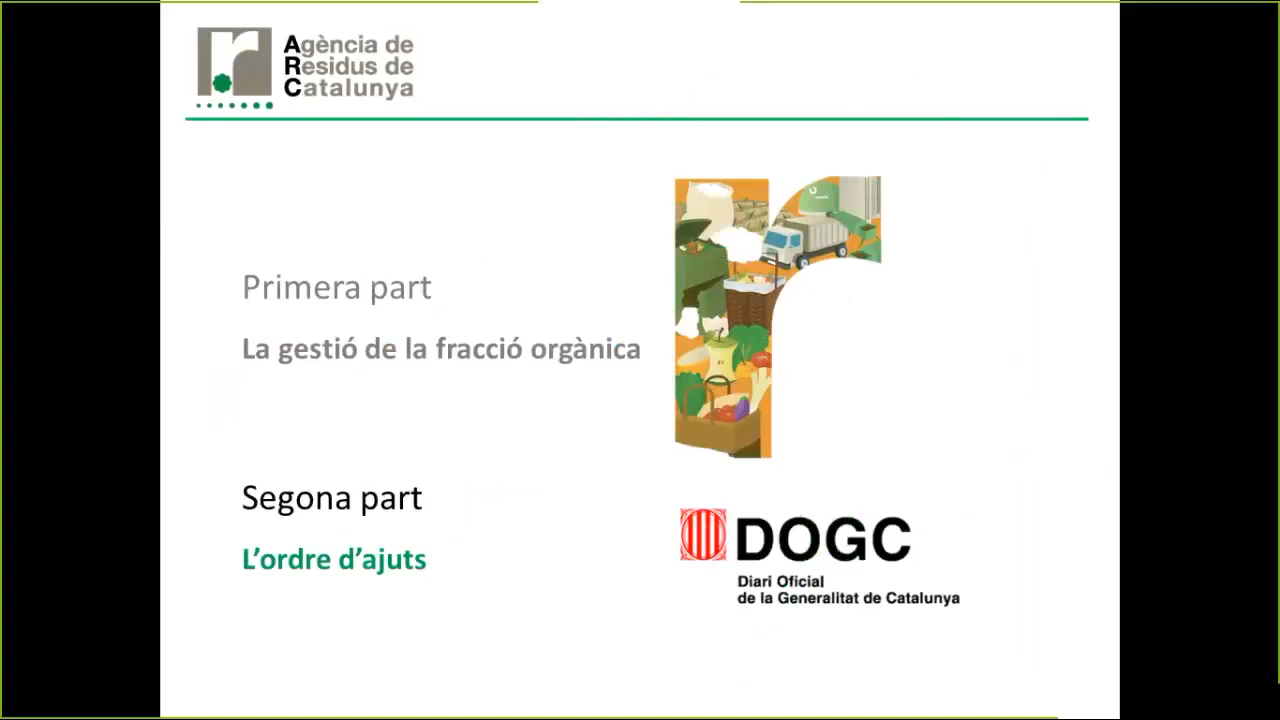 Agència de
Residus de
Catalunya
Primera part
La gestió de la fracció orgànica
Segona part
L’ordre d’ajuts
DOGC
Diari Oficial
de la Generalitat de Catalunya